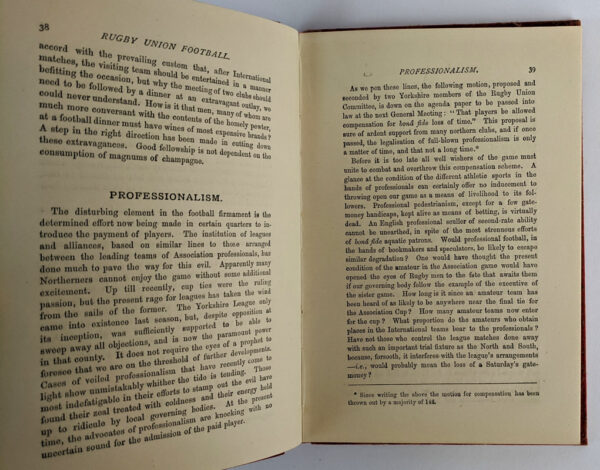 38
RUGBY UNION FOOTBALL.
accord with the prevailing custom that, after International
matches, the visiting team should be entertained in a manner
befitting the occasion, but why the meeting of two clubs should
need to be followed by a dinner at an extravagant outlay, we
could never understand. How is it that men, many of whom are
much more conversant with the contents of the homely pewter,
at a football dinner must have wines of most expensive brands?
A step in the right direction has been made in cutting down
these extravagances. Good fellowship is not dependent on the
consumption of magnums of champagne.
PROFESSIONALISM.
The disturbing element in the football firmament is the
determined effort now being made in certain quarters to in-
troduce the payment of players. The institution of leagues
and alliances, based on similar lines to those arranged
between the leading teams of Association professionals, has
done much to pave the way for this evil. Apparently many
Northerners cannot enjoy the game without some additional
excitement. Up till recently, cup ties were the ruling
passion, but the present rage for leagues has taken the wind
from the sails of the former. The Yorkshire League only
came into existence last season, but, despite opposition at
its inception, was sufficiently supported to be able to
sweep away all objections, and is now the paramount power
in that county. It does not require the eyes of a prophet to
foresee that we are on the threshold of further developments.
Cases of veiled professionalism that have recently come to
light show unmistakably whither the tide is tending. Those
most indefatigable in their efforts to stamp out the evil have
found their zeal treated with coldness and their energy held
up to ridicule by local governing bodies. At the present
time, the advocates of professionalism are knocking with no
uncertain sound for the admission of the paid player.
PROFESSIONALISM. 39
As we pen these lines, the following motion, proposed and
seconded by two Yorkshire members of the Rugby Union
Committee, is down on the agenda paper to be passed into
law at the next General Meeting: "That players be allowed
compensation for bonâ fide loss of time." This proposal is
sure of ardent support from many northern clubs, and if once
passed, the legalisation of full-blown professionalism is only
a matter of time, and that not a long time.*
Before it is too late all well wishers of the game must
unite to combat and overthrow this compensation scheme. A
glance at the condition of the different athletic sports in the
hands of professionals can certainly offer no inducement to
throwing open our game as a means of livelihood to its fol-
lowers. Professional pedestrianism, except for a few gate-
money handicaps, kept alive as means of betting, is virtually
dead. An English professional sculler of second-rate ability
cannot be unearthed, in spite of the most strenuous efforts
of bonâ fide aquatic patrons. Would professional football, in
the hands of bookmakers and speculators, be likely to escape
similar degradation? One would have thought the present
condition of the amateur in the Association game would have
opened the eyes of Rugby men to the fate that awaits them
if our governing body follow the example of the executive of
the sister game. How long is it since an amateur team has
been heard of as likely to be anywhere near the final tie for
the Association Cup? How many amateur teams now enter
for the cup? What proportion do the amateurs who obtain
places in the International teams bear to the professionals?
Have not those who control the league matches done away
with such an important trial fixture as the North and South,
because, forsooth, it interferes with the league's arrangements
—i.e., would probably mean the loss of a Saturday's gate-
money?
* Since writing the above the motion for compensation has been
thrown out by a majority of 146.